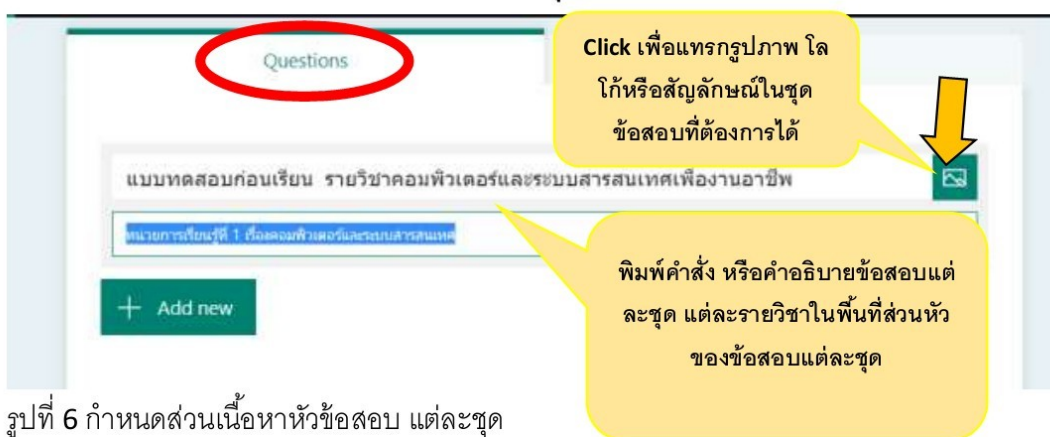 Questions
Click เพื่อแทรกรูปภาพ โล
โก้หรือสัญลักษณ์ในชุด
ข้อสอบที่ต้องการได้
แบบทดสอบก่อนเรียน รายวิชาคอมพิวเตอร์และระบบสารสนเทศเพื่องานอาชีพ
หน่วยการเรียนรู้ที่ 1 เรื่องคอมพิวเตอร์และระบบสารสนเทศ
พิมพ์คำสั่ง หรือคำอธิบายข้อสอบแต่
ละชุด แต่ละรายวิชาในพื้นที่ส่วนหัว
ของข้อสอบแต่ละชุด
+ Add new
รูปที่ 6 กำหนดส่วนเนื้อหาหัวข้อสอบ แต่ละชุด